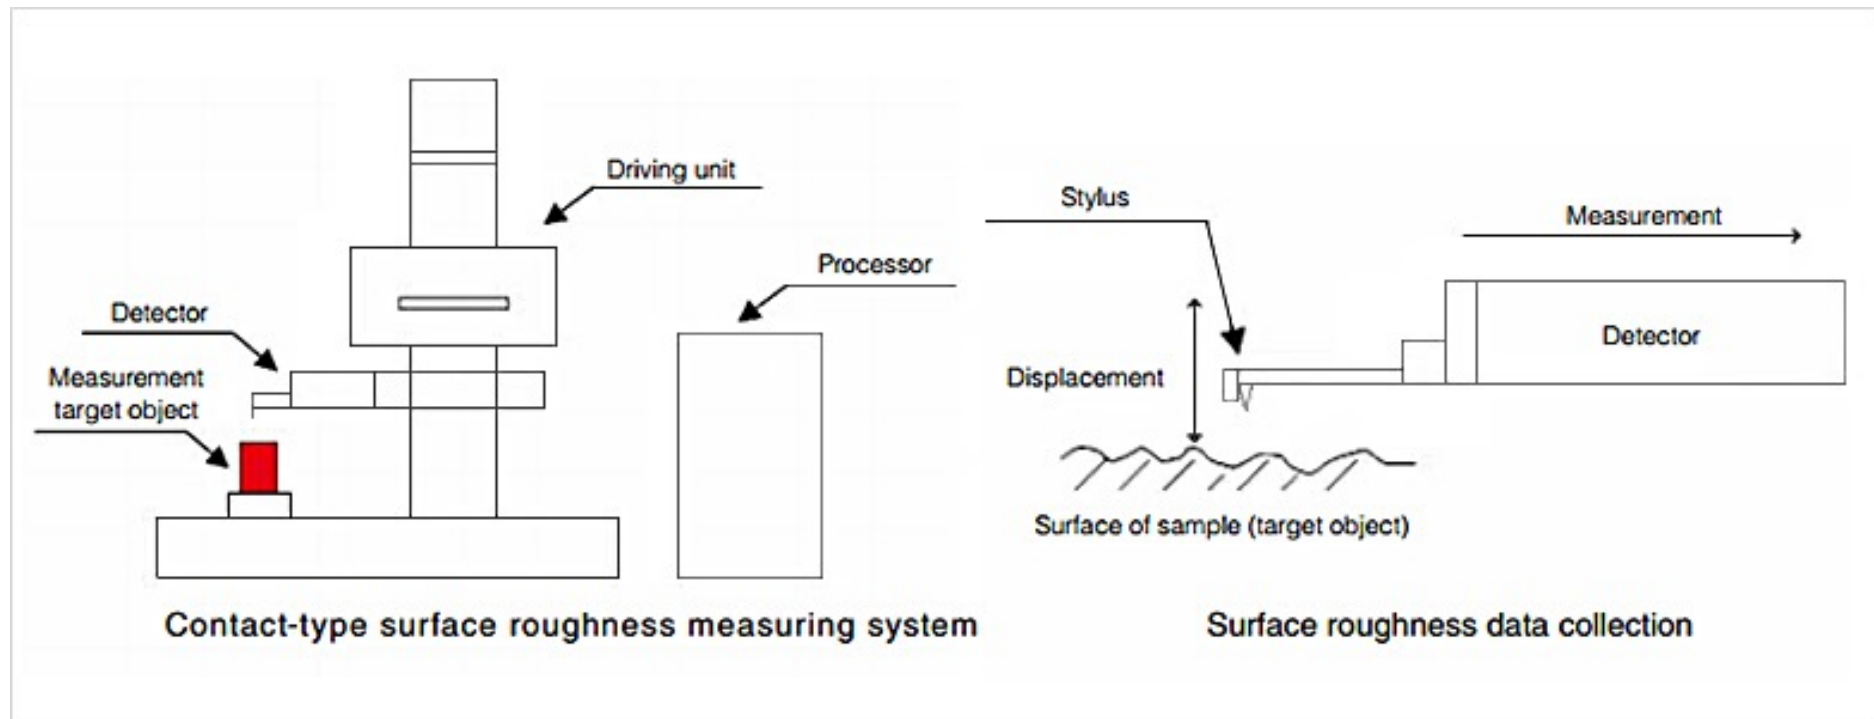 Driving unit
Processor
Detector
Measurement
target object
Contact-type surface roughness measuring system
Stylus
Measurement
Detector
Displacement
Surface of sample (target object)
Surface roughness data collection